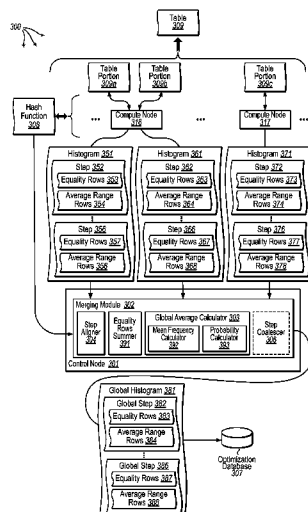 300
Table
309
Table Portion 309a
Table Portion 309b
Table Portion 309c
Hash Function 308
... Compute Node 316 ... Compute Node 317 ...
Histogram 351
Step 352
Equality Rows 353
Average Range Rows 354
Step 356
Equality Rows 357
Average Range Rows 358
Histogram 361
Step 362
Equality Rows 363
Average Range Rows 364
Step 366
Equality Rows 367
Average Range Rows 368
Histogram 371
Step 372
Equality Rows 373
Average Range Rows 374
Step 376
Equality Rows 377
Average Range Rows 378
Merging Module 302
Step Aligner 304
Equality Rows Summer 391
Global Average Calculator 303
Mean Frequency Calculator 392
Probability Calculator 393
Step Coalescer 306
Control Node 301
Global Histogram 381
Global Step 382
Equality Rows 383
Average Range Rows 384
Global Step 386
Equality Rows 387
Average Range Rows 388
Optimization Database 307